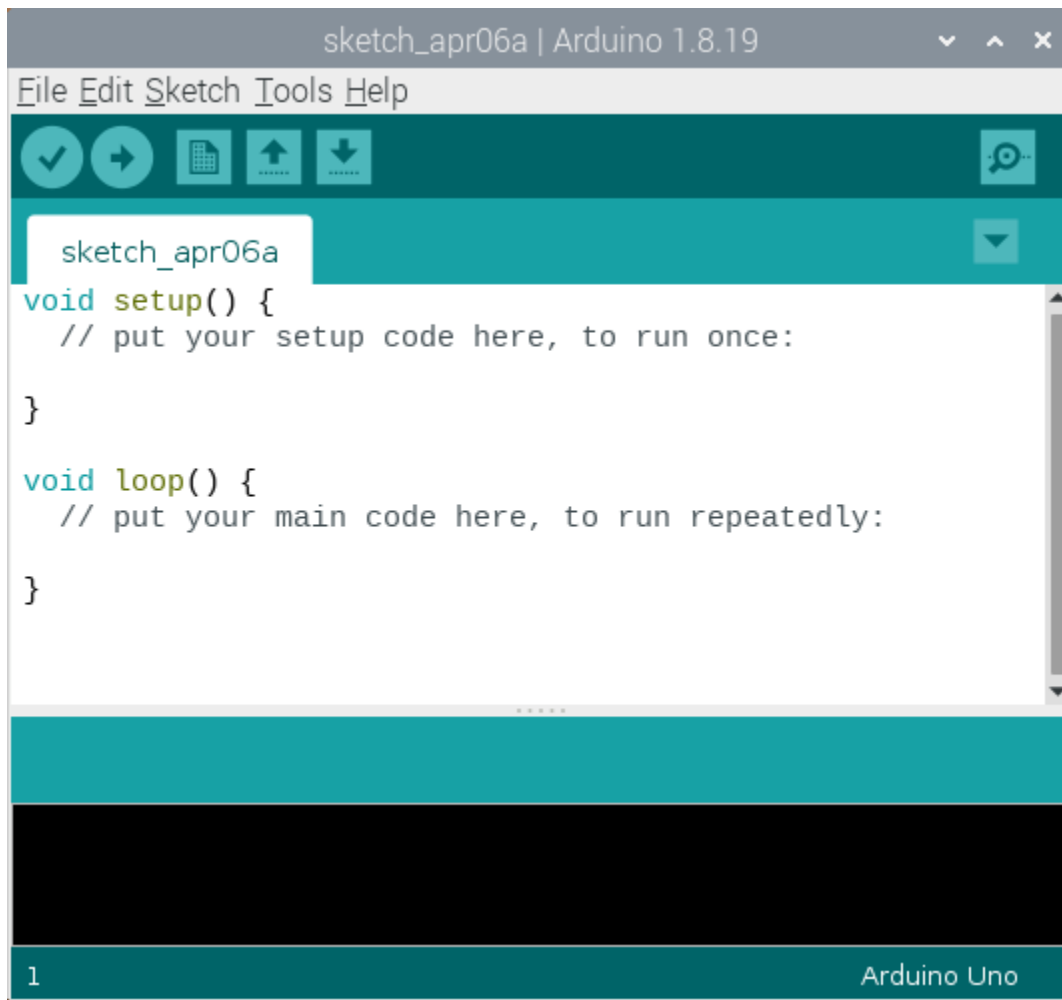 sketch_apr06a | Arduino 1.8.19
File Edit Sketch Tools Help
sketch_apr06a
void setup() {
  // put your setup code here, to run once:
}
void loop() {
  // put your main code here, to run repeatedly:
}
1 Arduino Uno